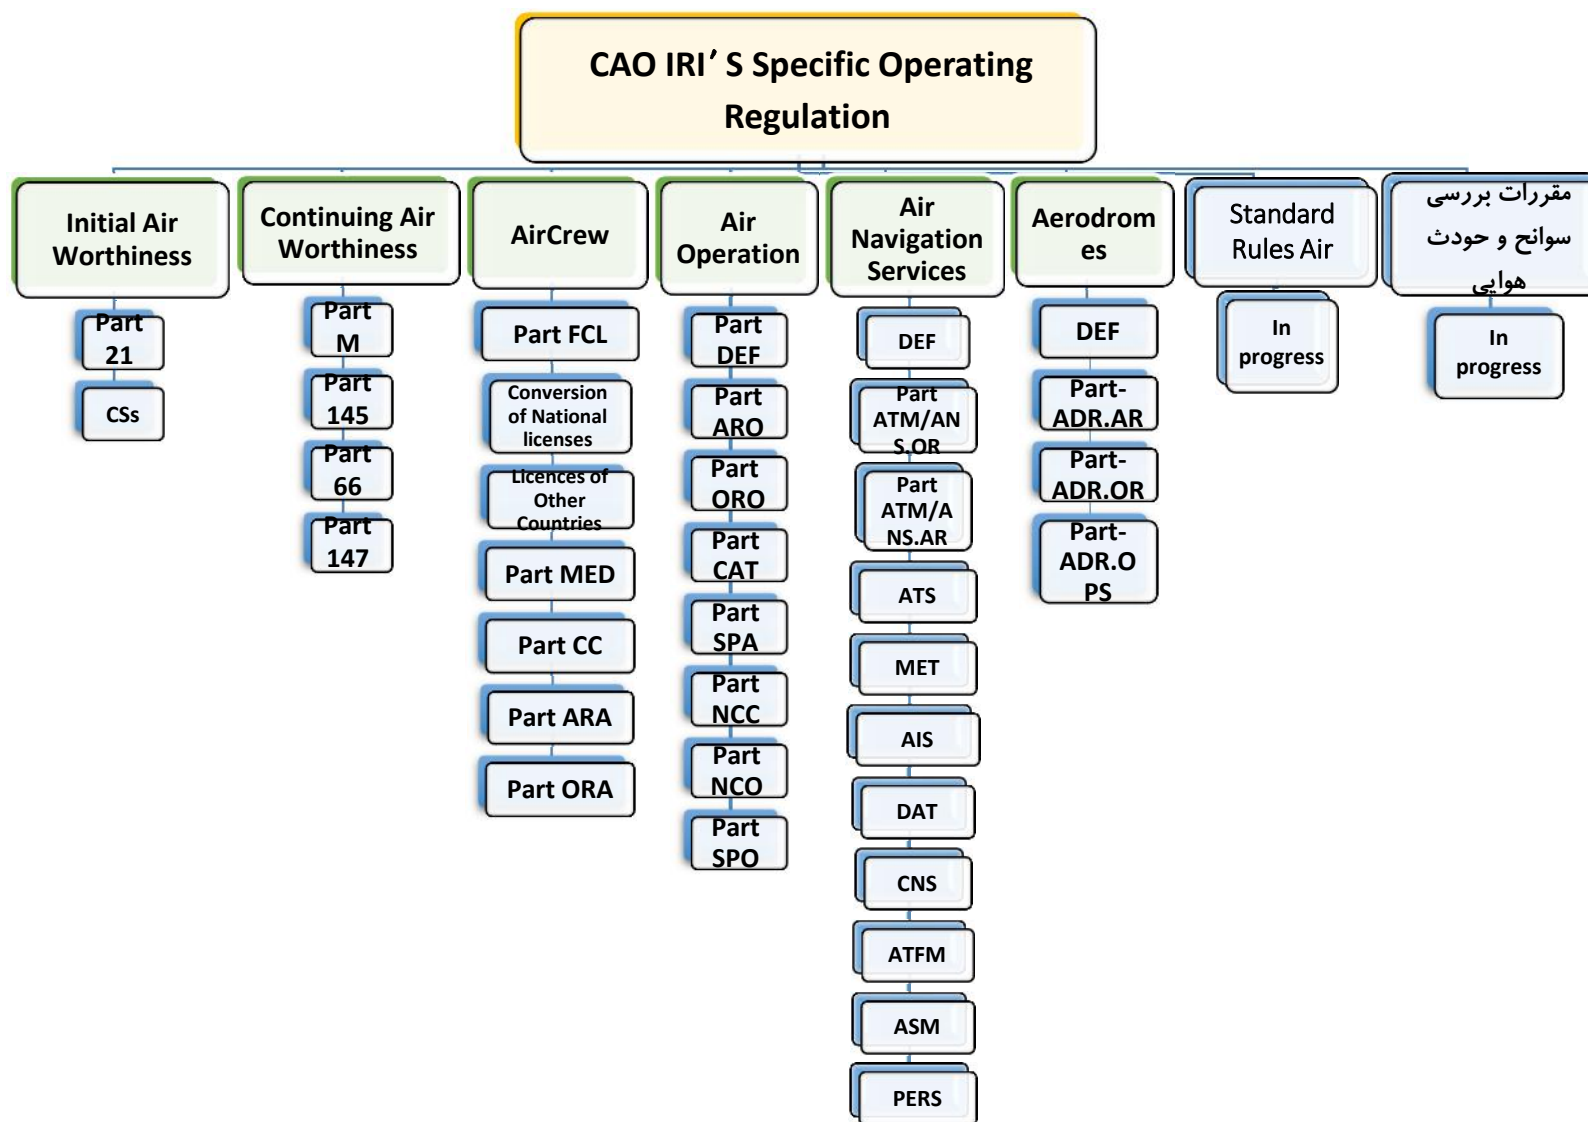 CAO IRI’ S Specific Operating
Regulation
Initial Air
Worthiness
Part
21
CSs
Continuing Air
Worthiness
Part
M
Part
145
Part
66
Part
147
AirCrew
Part FCL
Conversion
of National
licenses
Licences of
Other
Countries
Part MED
Part CC
Part ARA
Part ORA
Air
Operation
Part
DEF
Part
ARO
Part
ORO
Part
CAT
Part
SPA
Part
NCC
Part
NCO
Part
SPO
Air
Navigation
Services
DEF
Part
ATM/AN
S.OR
Part
ATM/A
NS.AR
ATS
MET
AIS
DAT
CNS
ATFM
ASM
PERS
Aerodrom
es
DEF
Part-
ADR.AR
Part-
ADR.OR
Part-
ADR.O
PS
Standard
Rules Air
In
progress
مقررات بررسی
سوانح و حودث
هوایی
In
progress